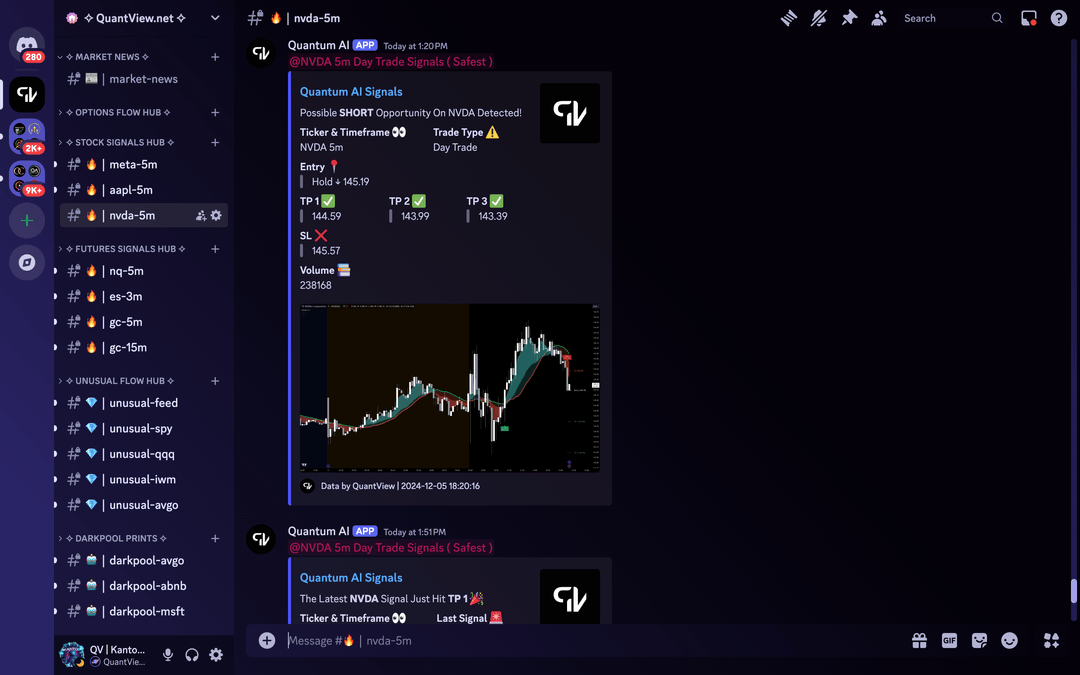 ✧ QuantView.net ✧
280
2K+
9K+
✧ MARKET NEWS ✧
market-news
✧ OPTIONS FLOW HUB ✧
✧ STOCK SIGNALS HUB ✧
🔥 | meta-5m
🔥 | aapl-5m
🔥 | nvda-5m
✧ FUTURES SIGNALS HUB ✧
🔥 | nq-5m
🔥 | es-3m
🔥 | gc-5m
🔥 | gc-15m
✧ UNUSUAL FLOW HUB ✧
💎 | unusual-feed
💎 | unusual-spy
💎 | unusual-qqq
💎 | unusual-iwm
💎 | unusual-avgo
✧ DARKPOOL PRINTS ✧
| darkpool-avgo
| darkpool-abnb
| darkpool-msft
QV | Kanto...
QuantVie...
🔥 | nvda-5m
Search
Quantum AI APP Today at 1:20 PM
@NVDA 5m Day Trade Signals ( Safest )
Quantum AI Signals
Possible SHORT Opportunity On NVDA Detected!
Ticker & Timeframe 👀 Trade Type ⚠️
NVDA 5m Day Trade
Entry 📍
Hold ↓ 145.19
TP 1 ✅ TP 2 ✅ TP 3 ✅
144.59 143.99 143.39
SL ❌
145.57
Volume 📚
238168
Data by QuantView | 2024-12-05 18:20:16
Quantum AI APP Today at 1:51 PM
@NVDA 5m Day Trade Signals ( Safest )
Quantum AI Signals
The Latest NVDA Signal Just Hit TP 1 🎉
Ticker & Timeframe 👀 Last Signal 🚨
Message #🔥 | nvda-5m
GIF